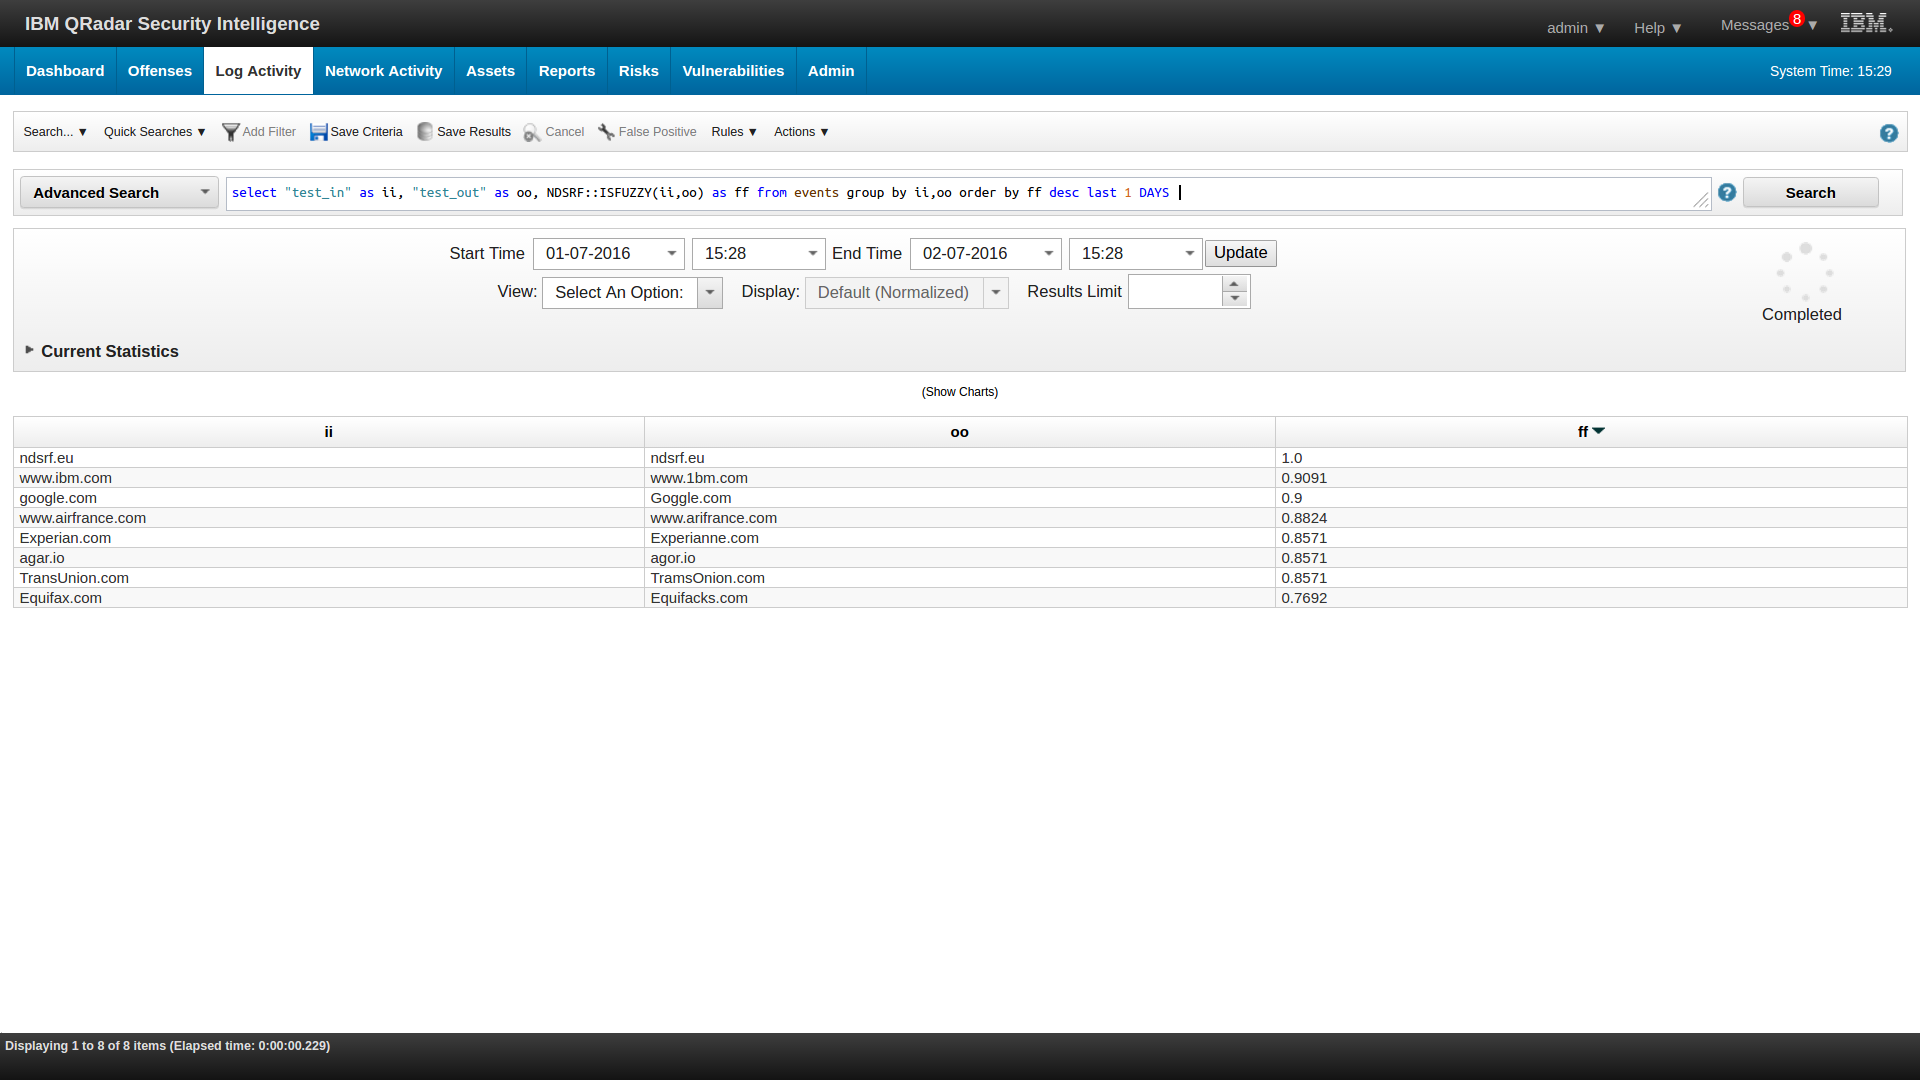 IBM QRadar Security Intelligence
admin ▼ Help ▼ Messages 8 ▼ IBM
Dashboard Offenses Log Activity Network Activity Assets Reports Risks Vulnerabilities Admin System Time: 15:29
Search... ▼ Quick Searches ▼ Add Filter Save Criteria Save Results Cancel False Positive Rules ▼ Actions ▼ ?
Advanced Search select "test_in" as ii, "test_out" as oo, NDSRF::ISFUZZY(ii,oo) as ff from events group by ii,oo order by ff desc last 1 DAYS ? Search
Start Time 01-07-2016 15:28 End Time 02-07-2016 15:28 Update
View: Select An Option: Display: Default (Normalized) Results Limit
Completed
Current Statistics
(Show Charts)
ii oo ff
ndsrf.eu ndsrf.eu 1.0
www.ibm.com www.1bm.com 0.9091
google.com Goggle.com 0.9
www.airfrance.com www.arifrance.com 0.8824
Experian.com Experianne.com 0.8571
agar.io agor.io 0.8571
TransUnion.com TramsOnion.com 0.8571
Equifax.com Equifacks.com 0.7692
Displaying 1 to 8 of 8 items (Elapsed time: 0:00:00.229)